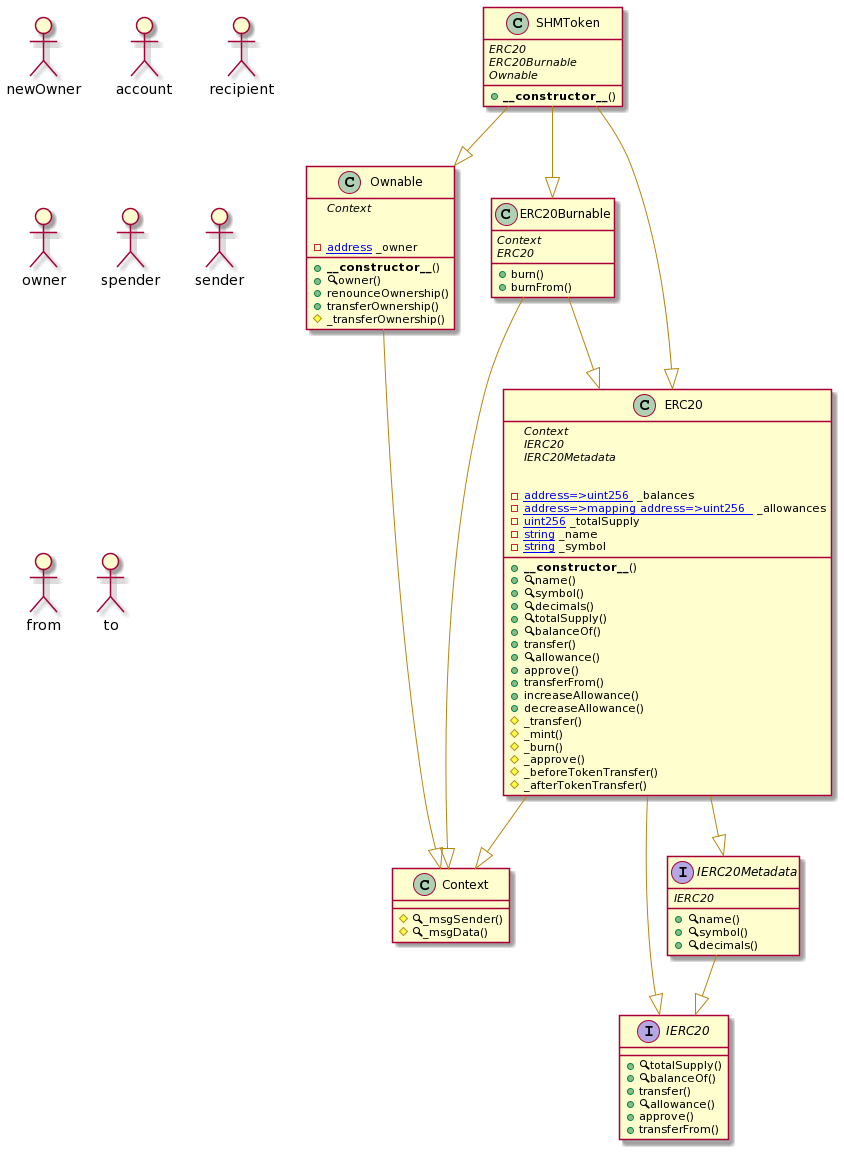 newOwner
account
recipient
owner
spender
sender
from
to
C SHMToken
ERC20
ERC20Burnable
Ownable
__constructor__()
C Ownable
Context
address _owner
__constructor__()
owner()
renounceOwnership()
transferOwnership()
_transferOwnership()
C ERC20Burnable
Context
ERC20
burn()
burnFrom()
C ERC20
Context
IERC20
IERC20Metadata
address=>uint256 _balances
address=>mapping address=>uint256 _allowances
uint256 _totalSupply
string _name
string _symbol
__constructor__()
name()
symbol()
decimals()
totalSupply()
balanceOf()
transfer()
allowance()
approve()
transferFrom()
increaseAllowance()
decreaseAllowance()
_transfer()
_mint()
_burn()
_approve()
_beforeTokenTransfer()
_afterTokenTransfer()
C Context
_msgSender()
_msgData()
I IERC20Metadata
IERC20
name()
symbol()
decimals()
I IERC20
totalSupply()
balanceOf()
transfer()
allowance()
approve()
transferFrom()